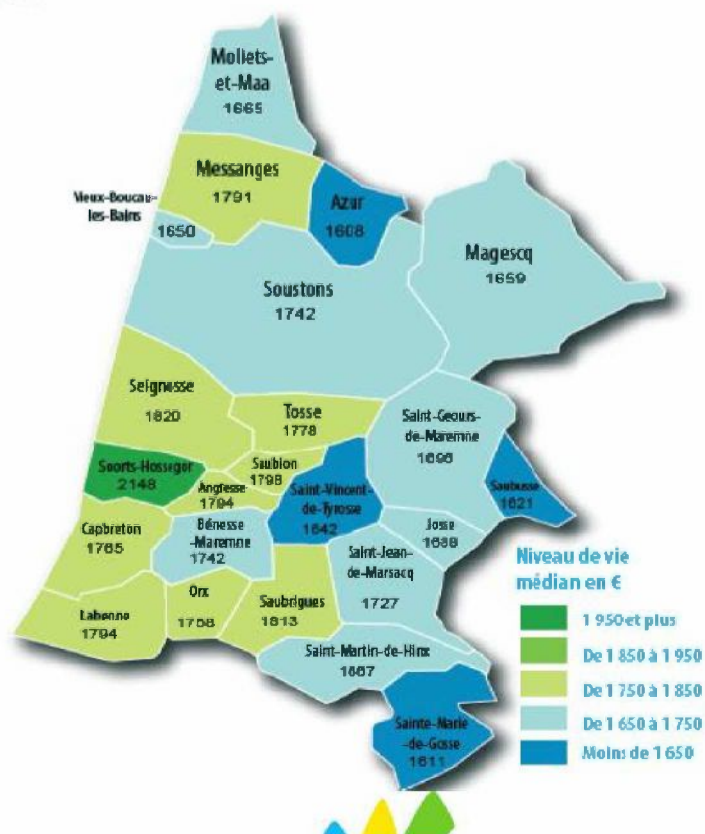 Moliets-
et-Maa
1665
Messanges
1791
Vieux-Boucau-
les-Bains
1650
Azur
1608
Magescq
1659
Soustons
1742
Seignosse
1820
Tosse
1778
Saint-Geours-
de-Maremne
1696
Soorts-Hossegor
2148
Saubion
1798
Angresse
1794
Saint-Vincent-
de-Tyrosse
1642
Saubusse
1621
Capbreton
1765
Bénesse
-Maremne
1742
Josse
1688
Saint-Jean-
de-Marsacq
1727
Labenne
1794
Orx
1758
Saubrigues
1813
Saint-Martin-de-Hinx
1667
Sainte-Marie
-de-Gosse
1611
Niveau de vie
médian en €
1 950 et plus
De 1 850 à 1 950
De 1 750 à 1 850
De 1 650 à 1 750
Moins de 1 650